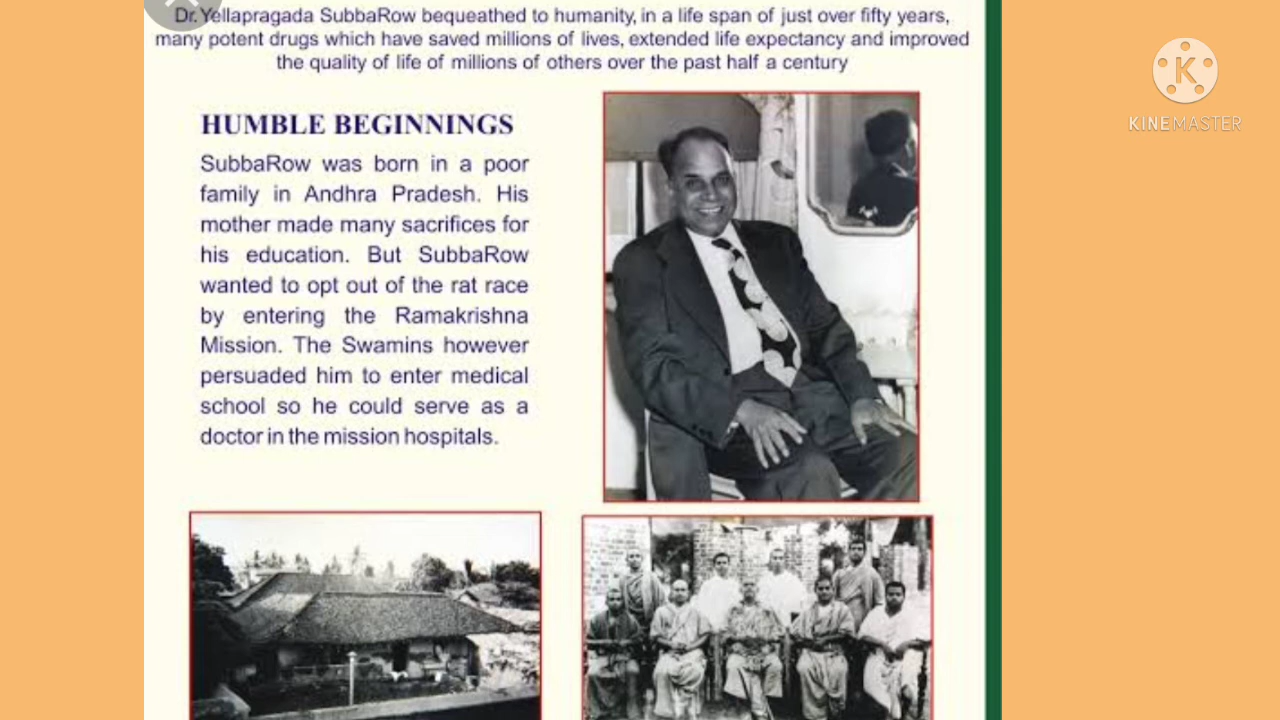 Dr.Yellapragada SubbaRow bequeathed to humanity, in a life span of just over fifty years,
many potent drugs which have saved millions of lives, extended life expectancy and improved
the quality of life of millions of others over the past half a century
HUMBLE BEGINNINGS
SubbaRow was born in a poor
family in Andhra Pradesh. His
mother made many sacrifices for
his education. But SubbaRow
wanted to opt out of the rat race
by entering the Ramakrishna
Mission. The Swamins however
persuaded him to enter medical
school so he could serve as a
doctor in the mission hospitals.
K
KINEMASTER